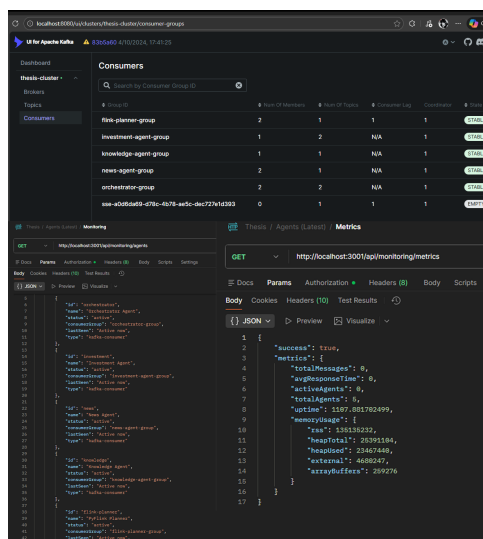 localhost:8080/ui/clusters/thesis-cluster/consumer-groups
UI for Apache Kafka 83b5a60 4/10/2024, 17:41:25
Dashboard
thesis-cluster
Brokers
Topics
Consumers
Consumers
Search by Consumer Group ID
Group ID Num Of Members Num Of Topics Consumer Lag Coordinator State
flink-planner-group 2 1 N/A 1 STABL
investment-agent-group 1 2 N/A 1 STABL
knowledge-agent-group 1 1 N/A 1 STABL
news-agent-group 2 1 N/A 1 STABL
orchestrator-group 2 2 N/A 1 STABL
0 1 1 1 EMPTY
Thesis / Agents (Latest) / Monitoring
GET http://localhost:3001/api/monitoring/agents
Docs Params Authorization Headers (8) Body Scripts Settings
Body Cookies Headers (10) Test Results
{} JSON Preview Visualize
{
"id": "orchestrator",
"name": "Orchestrator Agent",
"status": "active",
"consumerGroup": "orchestrator-group",
"lastSeen": "Active now",
"type": "kafka-consumer"
},
{
"id": "investment",
"name": "Investment Agent",
"status": "active",
"consumerGroup": "investment-agent-group",
"lastSeen": "Active now",
"type": "kafka-consumer"
},
{
"id": "news",
"name": "News Agent",
"status": "active",
"consumerGroup": "news-agent-group",
"lastSeen": "Active now",
"type": "kafka-consumer"
},
{
"id": "knowledge",
"name": "Knowledge Agent",
"status": "active",
"consumerGroup": "knowledge-agent-group",
"lastSeen": "Active now",
"type": "kafka-consumer"
},
{
"id": "flink-planner",
"name": "PyFlink Planner",
"status": "active",
"consumerGroup": "flink-planner-group",
"lastSeen": "Active now",
Thesis / Agents (Latest) / Metrics
GET http://localhost:3001/api/monitoring/metrics
Docs Params Authorization Headers (8) Body Scripts
Body Cookies Headers (10) Test Results
{} JSON Preview Visualize
1 {
2 "success": true,
3 "metrics": {
4 "totalMessages": 0,
5 "avgResponseTime": 0,
6 "activeAgents": 0,
7 "totalAgents": 5,
8 "uptime": 1107.881702499,
9 "memoryUsage": {
10 "rss": 135135232,
11 "heapTotal": 25391104,
12 "heapUsed": 23467440,
13 "external": 4680247,
14 "arrayBuffers": 259276
15 }
16 }
17 }